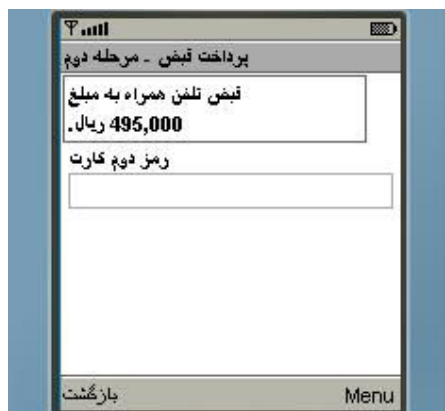 پرداخت قبض - مرحله دوم
قبض تلفن همراه به مبلغ
495,000 ریال.
رمز دوم کارت
بازگشت
Menu